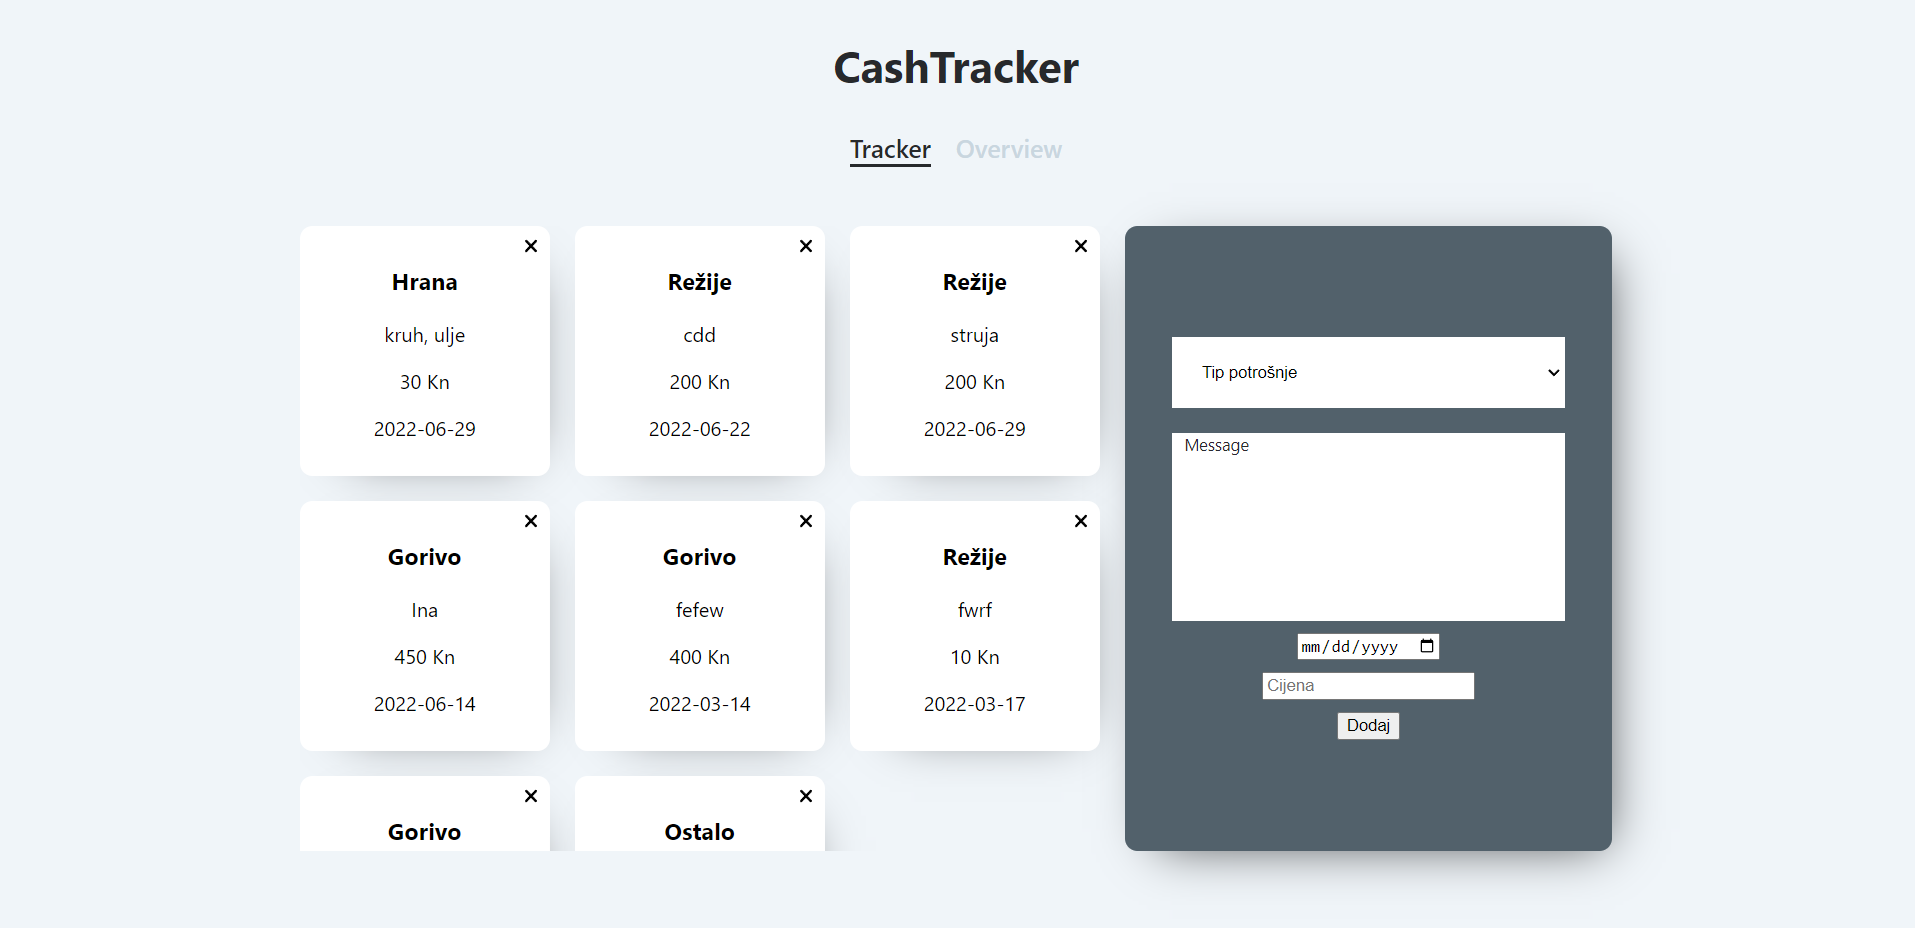 CashTracker
Tracker Overview
Hrana
kruh, ulje
30 Kn
2022-06-29
Režije
cdd
200 Kn
2022-06-22
Režije
struja
200 Kn
2022-06-29
Gorivo
Ina
450 Kn
2022-06-14
Gorivo
fefew
400 Kn
2022-03-14
Režije
fwrf
10 Kn
2022-03-17
Gorivo
Ostalo
Tip potrošnje
Message
mm/dd/yyyy
Cijena
Dodaj